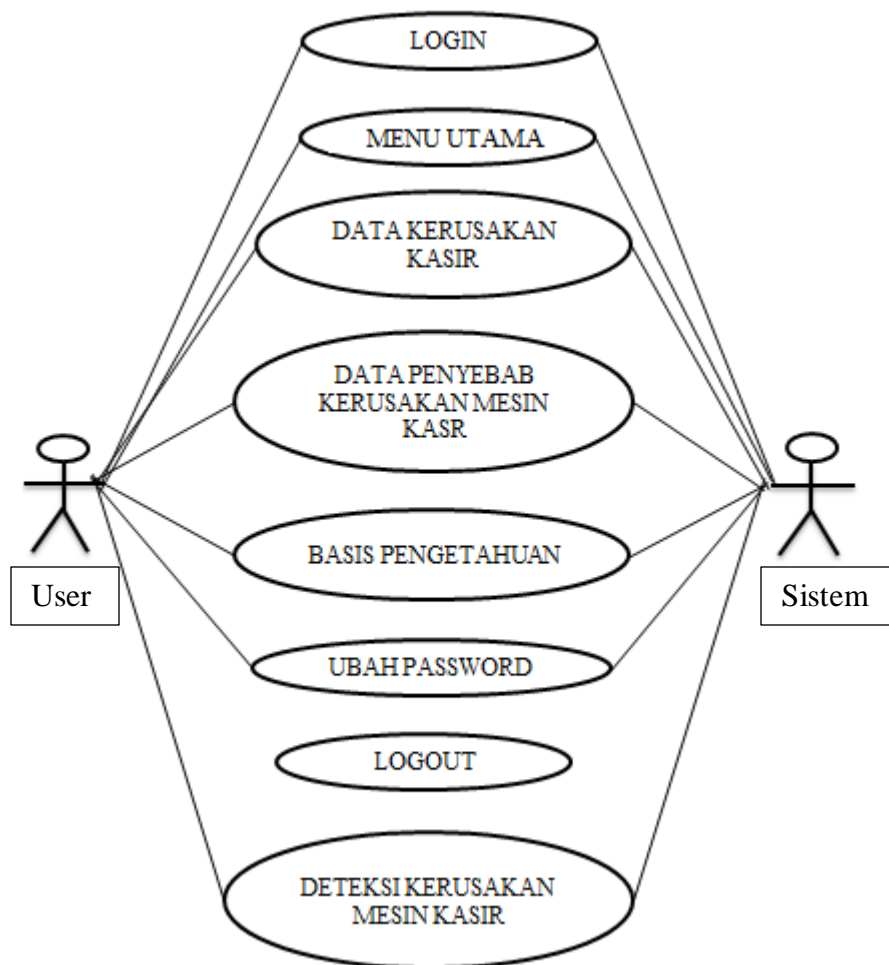 LOGIN
MENU UTAMA
DATA KERUSAKAN
KASIR
DATA PENYEBAB
KERUSAKAN MESIN
KASR
BASIS PENGETAHUAN
User
Sistem
UBAH PASSWORD
LOGOUT
DETEKSI KERUSAKAN
MESIN KASIR